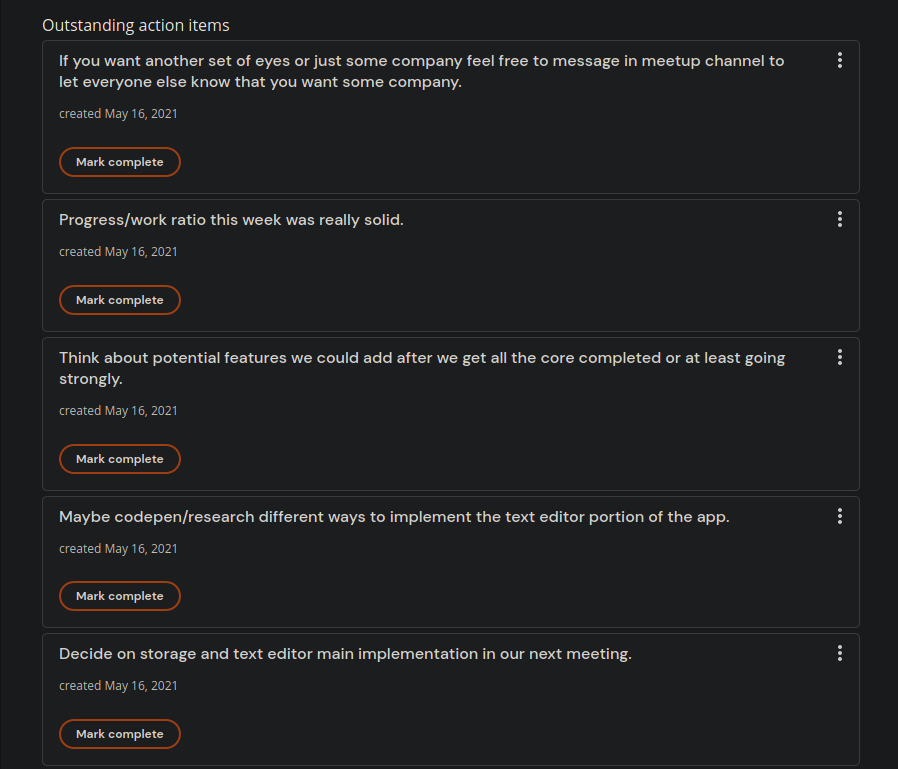 Outstanding action items
If you want another set of eyes or just some company feel free to message in meetup channel to
let everyone else know that you want some company.
created May 16, 2021
Mark complete
Progress/work ratio this week was really solid.
created May 16, 2021
Mark complete
Think about potential features we could add after we get all the core completed or at least going
strongly.
created May 16, 2021
Mark complete
Maybe codepen/research different ways to implement the text editor portion of the app.
created May 16, 2021
Mark complete
Decide on storage and text editor main implementation in our next meeting.
created May 16, 2021
Mark complete